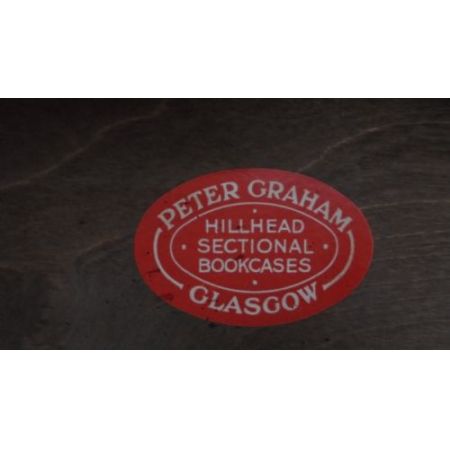 PETER GRAHAM
HILLHEAD
SECTIONAL
BOOKCASES
GLASGOW